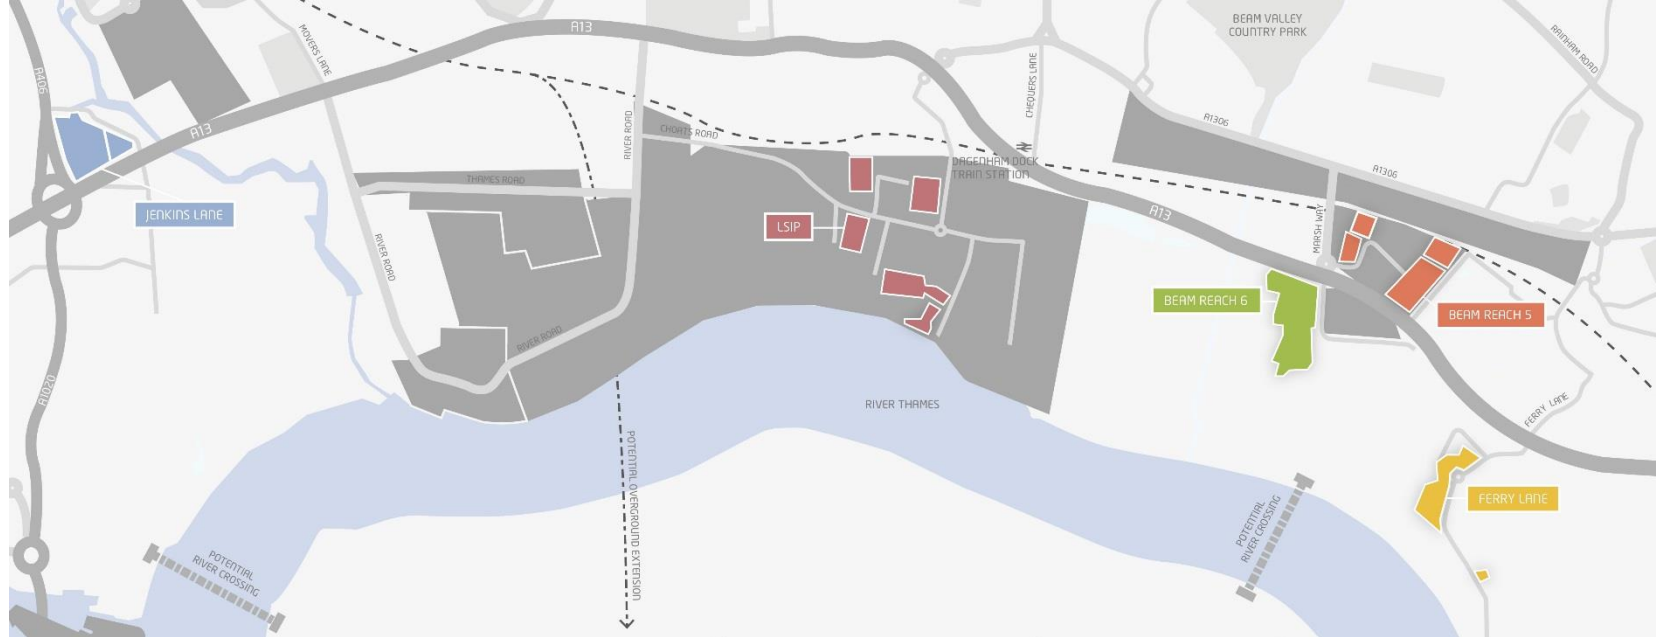 A13
BEAM VALLEY
COUNTRY PARK
MOVERS LANE
RAINHAM ROAD
A406
CHEQUERS LANE
A13
RIVER ROAD
CHOATS ROAD
A1306
DAGENHAM DOCK
TRAIN STATION
A1306
THAMES ROAD
JENKINS LANE
LSIP
A13
MARSH WAY
RIVER ROAD
BEAM REACH 6
BEAM REACH 5
RIVER ROAD
A1020
RIVER THAMES
FERRY LANE
POTENTIAL OVERGROUND EXTENSION
FERRY LANE
POTENTIAL
RIVER CROSSING
POTENTIAL
RIVER CROSSING